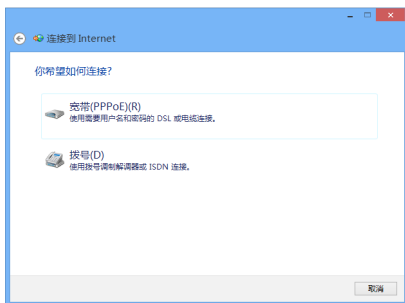 连接到 Internet
你希望如何连接?
宽带(PPPoE)(R)
使用需要用户名和密码的 DSL 或电缆连接。
拨号(D)
使用拨号调制解调器或 ISDN 连接。
取消